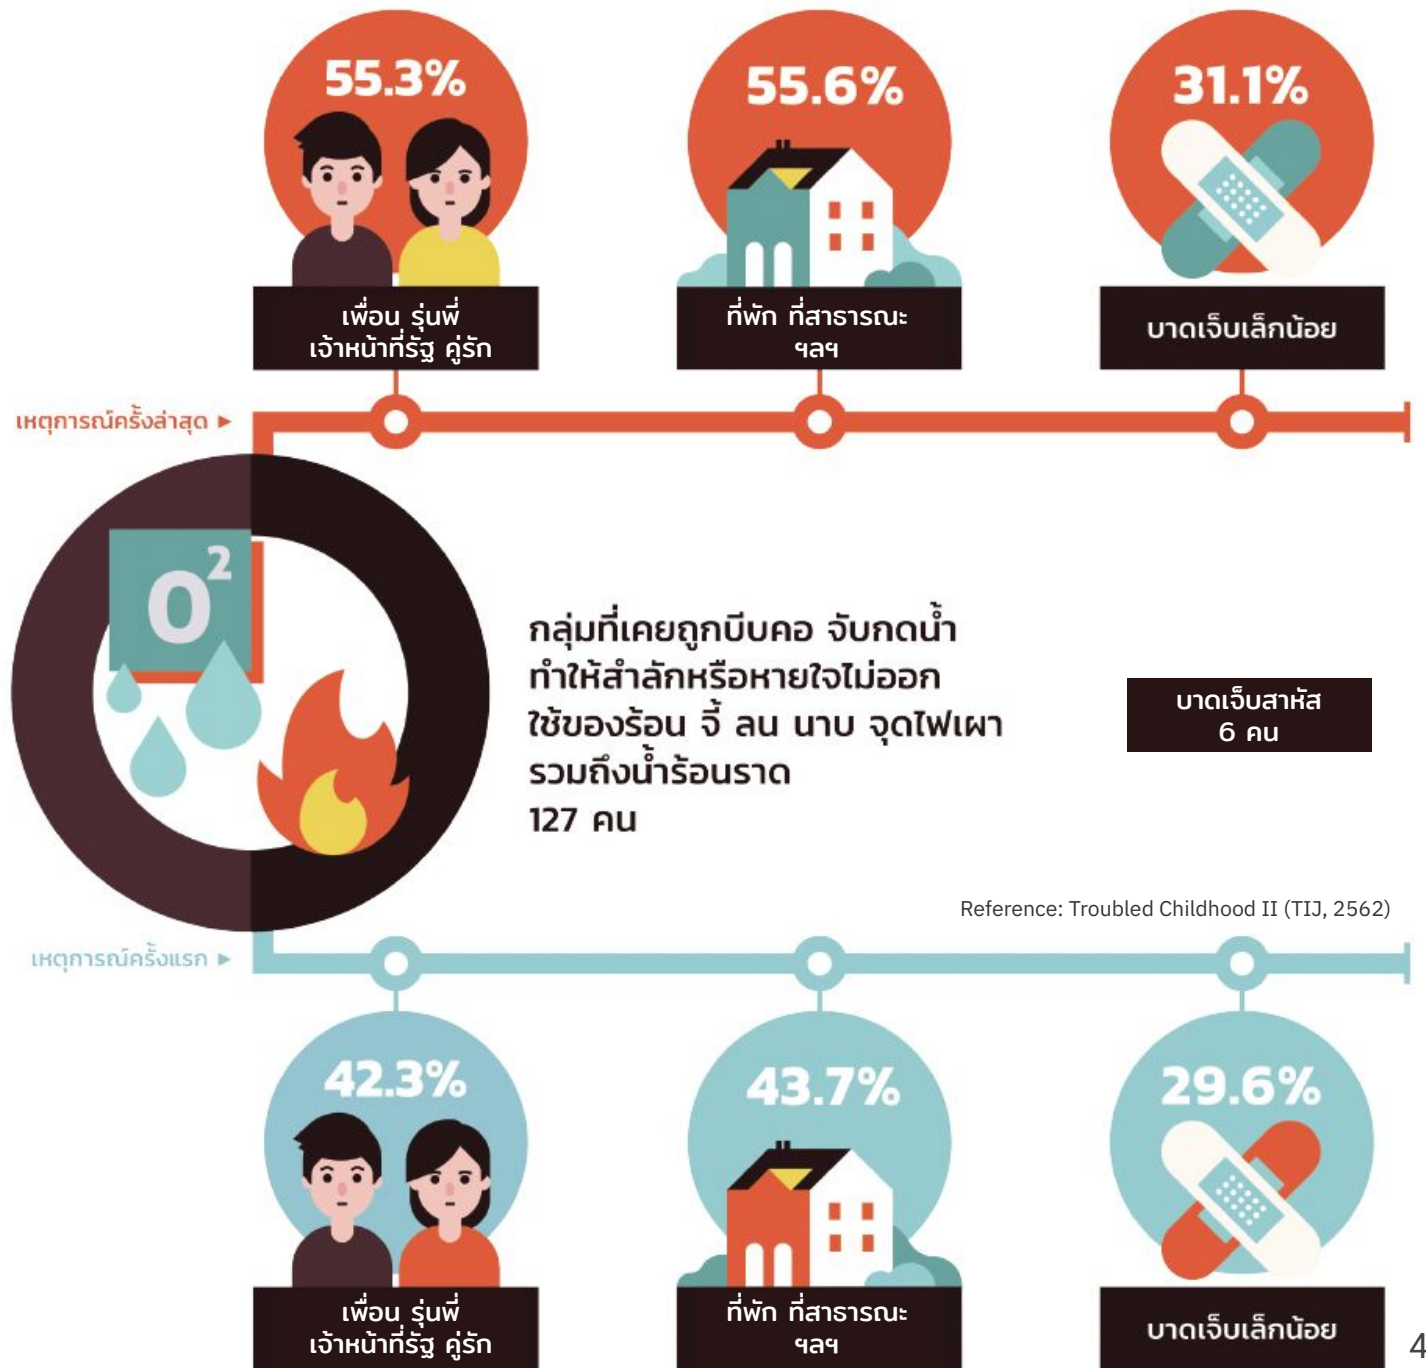 55.3%
55.6%
31.1%
เพื่อน รุ่นพี่
เจ้าหน้าที่รัฐ คู่รัก
ที่พัก ที่สาธารณะ
ฯลฯ
บาดเจ็บเล็กน้อย
เหตุการณ์ครั้งล่าสุด ►
O²
กลุ่มที่เคยถูกบีบคอ จับกดน้ำ
ทำให้สำลักหรือหายใจไม่ออก
ใช้ของร้อน จี้ ลน นาบ จุดไฟเผา
รวมถึงน้ำร้อนราด
127 คน
บาดเจ็บสาหัส
6 คน
Reference: Troubled Childhood II (TIJ, 2562)
เหตุการณ์ครั้งแรก ►
42.3%
43.7%
29.6%
เพื่อน รุ่นพี่
เจ้าหน้าที่รัฐ คู่รัก
ที่พัก ที่สาธารณะ
ฯลฯ
บาดเจ็บเล็กน้อย
4